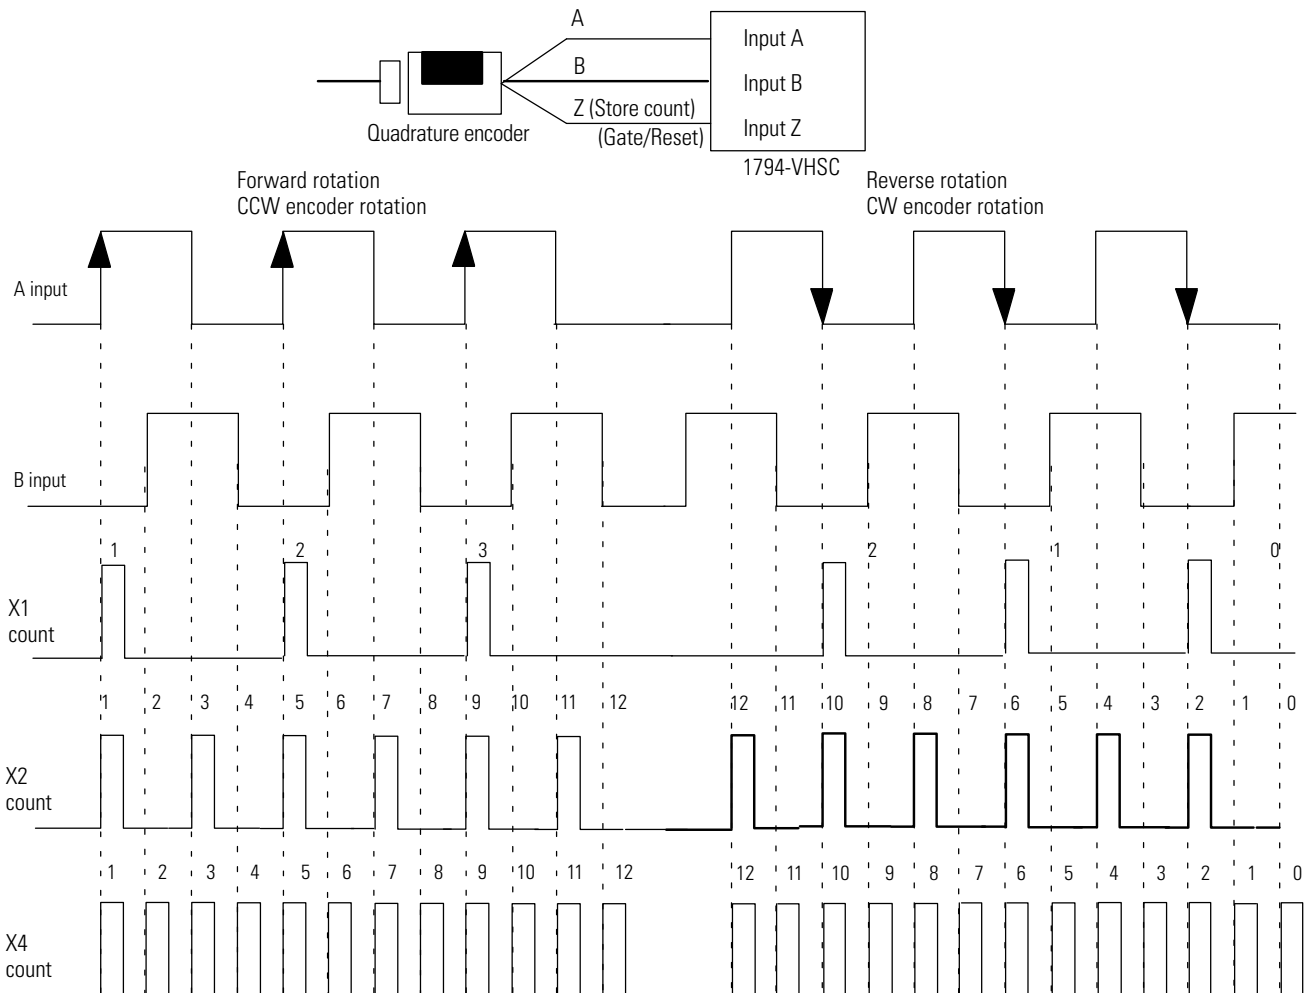 A
Input A
B
Input B
Z (Store count)
Quadrature encoder
(Gate/Reset)
Input Z
1794-VHSC
Forward rotation
CCW encoder rotation
Reverse rotation
CW encoder rotation
A input
B input
1 2 3 2 1 0
X1
count
1 2 3 4 5 6 7 8 9 10 11 12 12 11 10 9 8 7 6 5 4 3 2 1 0
X2
count
1 2 3 4 5 6 7 8 9 10 11 12 12 11 10 9 8 7 6 5 4 3 2 1 0
X4
count